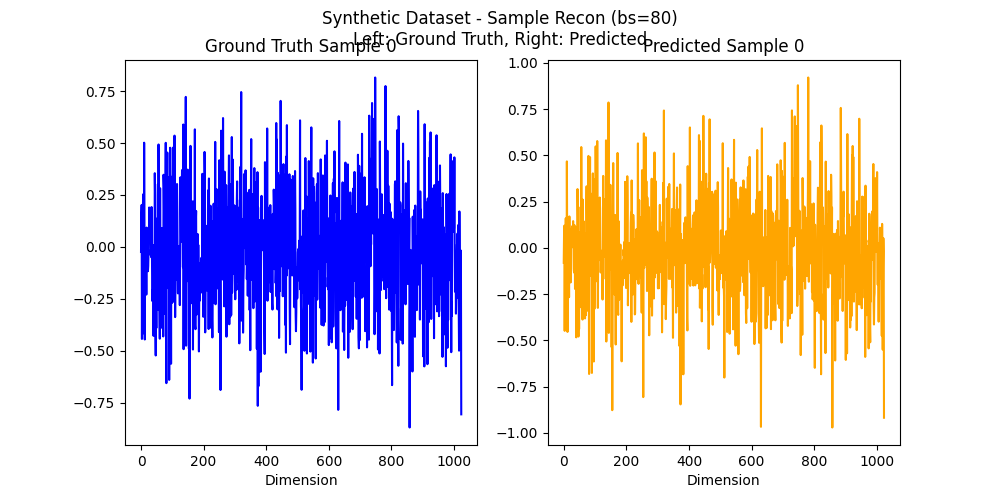 Synthetic Dataset - Sample Recon (bs=80)
Left: Ground Truth, Right: Predicted
Ground Truth Sample 0
Predicted Sample 0
0.75
0.50
0.25
0.00
−0.25
−0.50
−0.75
0 200 400 600 800 1000
Dimension
1.00
0.75
0.50
0.25
0.00
−0.25
−0.50
−0.75
−1.00
0 200 400 600 800 1000
Dimension